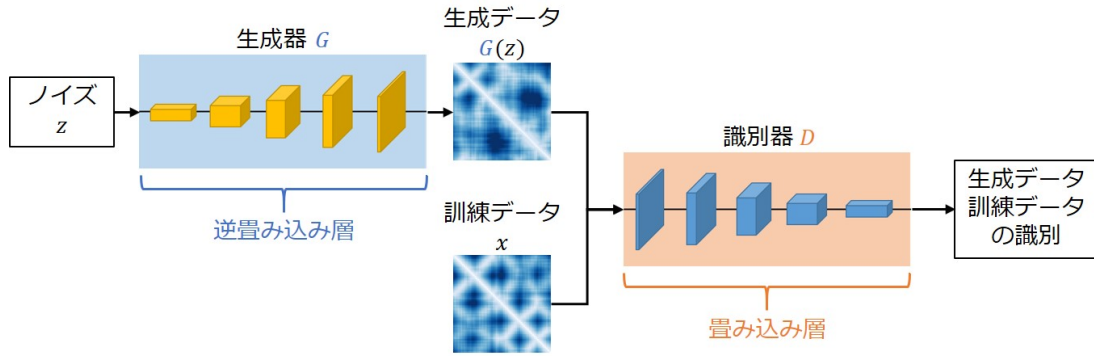 生成器 G
ノイズ
z
逆畳み込み層
生成データ
G(z)
訓練データ
x
識別器 D
畳み込み層
生成データ
訓練データ
の識別